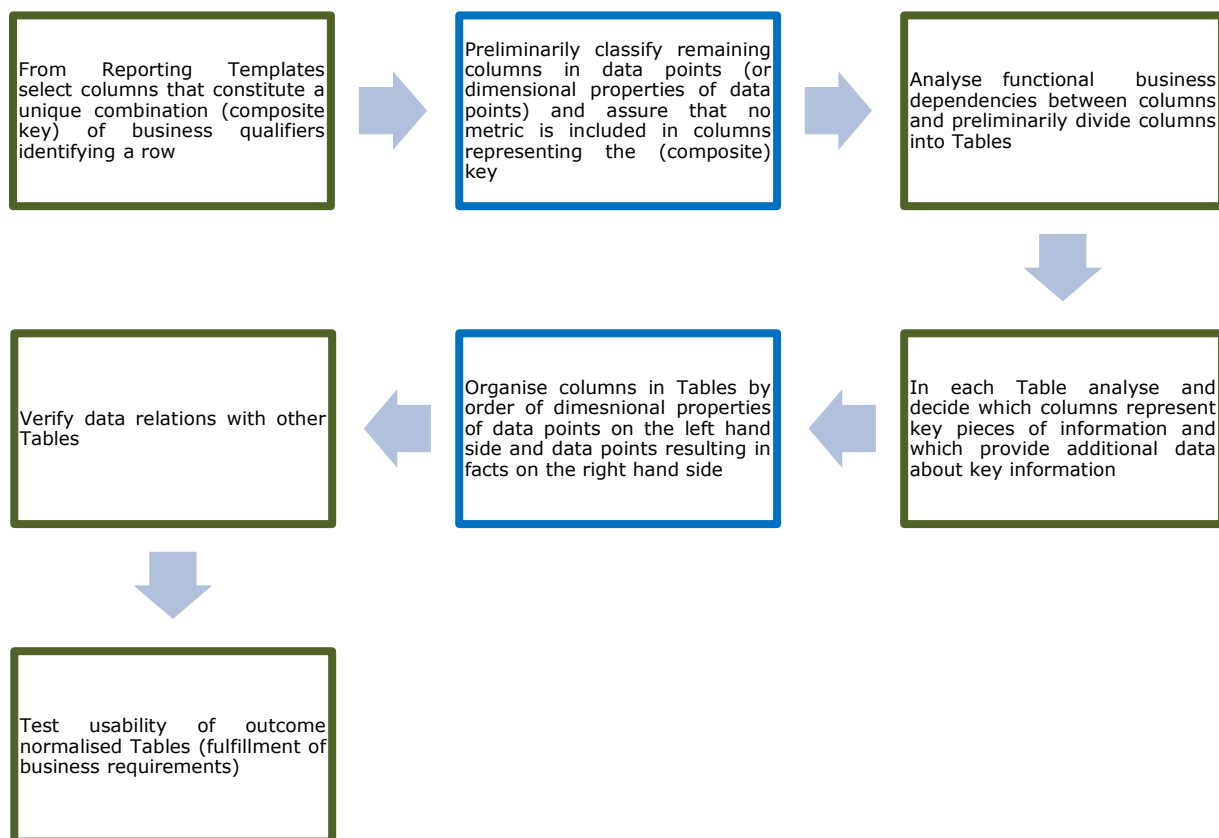 From Reporting Templates
select columns that constitute a
unique combination (composite
key) of business qualifiers
identifying a row
Preliminarily classify remaining
columns in data points (or
dimensional properties of data
points) and assure that no
metric is included in columns
representing the (composite)
key
Analyse functional business
dependencies between columns
and preliminarily divide columns
into Tables
In each Table analyse and
decide which columns represent
key pieces of information and
which provide additional data
about key information
Organise columns in Tables by
order of dimesnional properties
of data points on the left hand
side and data points resulting in
facts on the right hand side
Verify data relations with other
Tables
Test usability of outcome
normalised Tables (fulfillment of
business requirements)